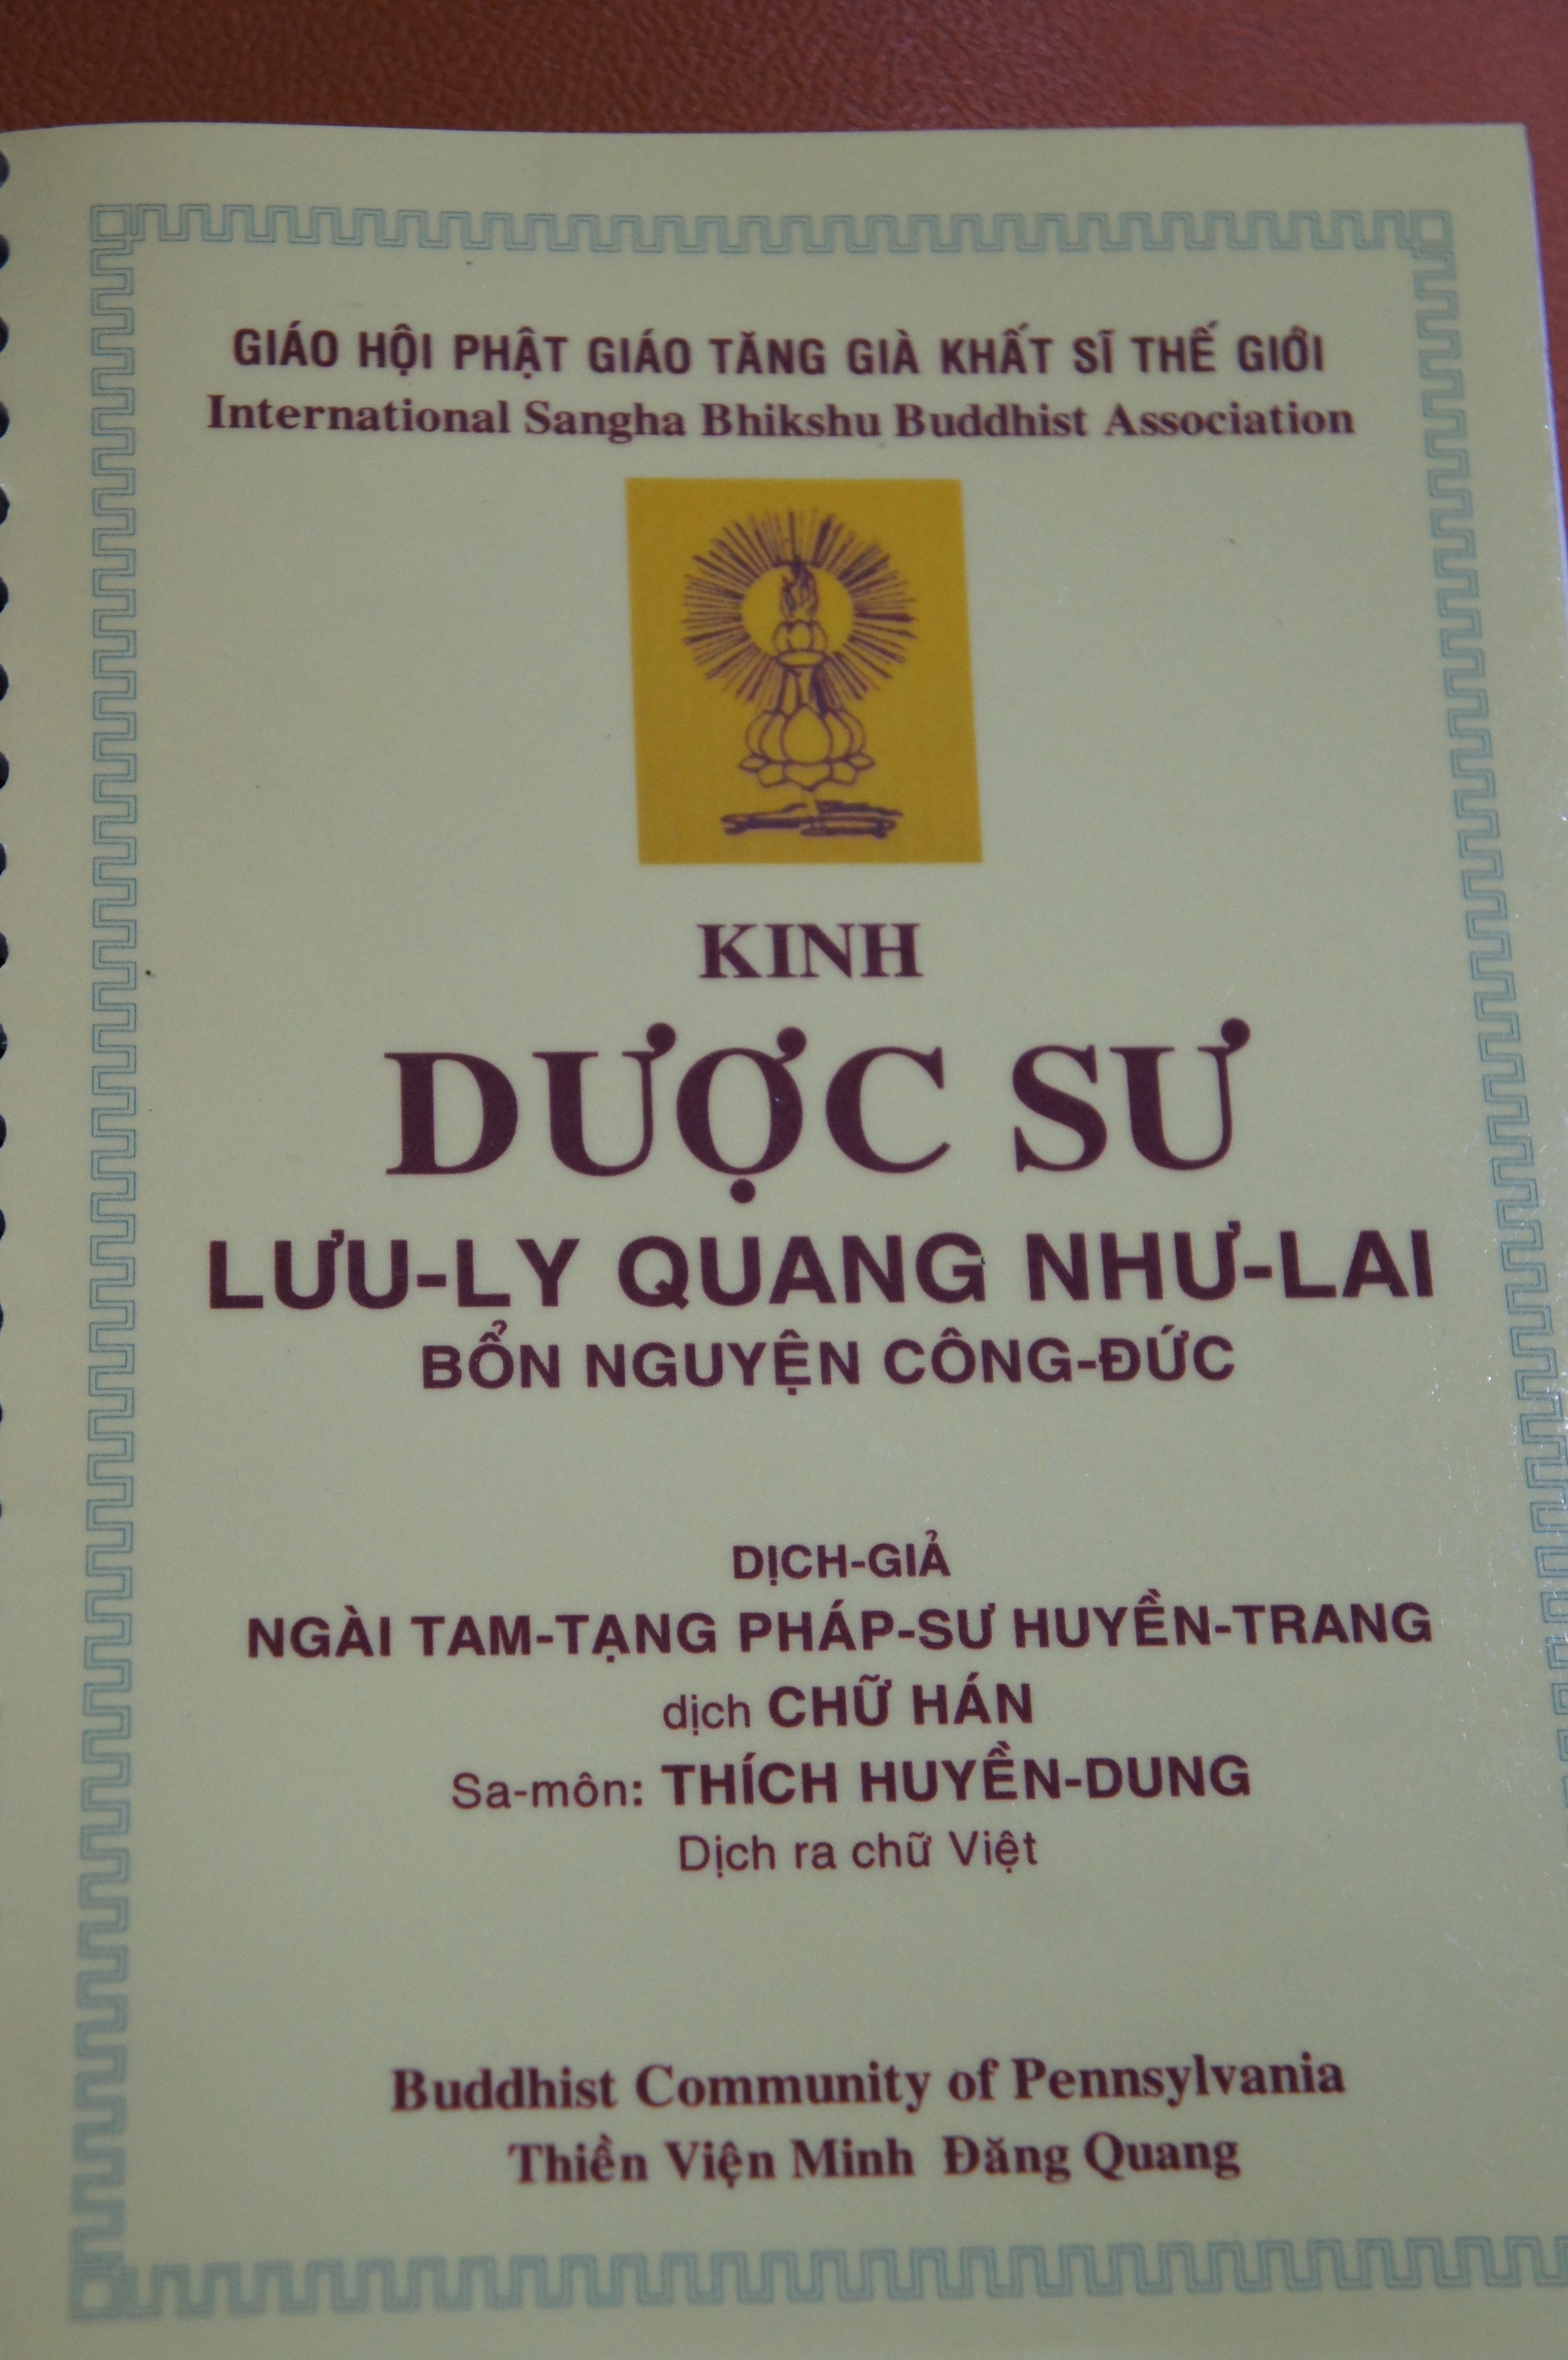 GIÁO HỘI PHẬT GIÁO TĂNG GIÀ KHẤT SĨ THẾ GIỚI
International Sangha Bhikshu Buddhist Association
KINH
DƯỢC SƯ
LƯU-LY QUANG NHƯ-LAI
BỔN NGUYỆN CÔNG-ĐỨC
DỊCH-GIẢ
NGÀI TAM-TẠNG PHÁP-SƯ HUYỀN-TRANG
dịch CHỮ HÁN
Sa-môn: THÍCH HUYỀN-DUNG
Dịch ra chữ Việt
Buddhist Community of Pennsylvania
Thiền Viện Minh Đăng Quang